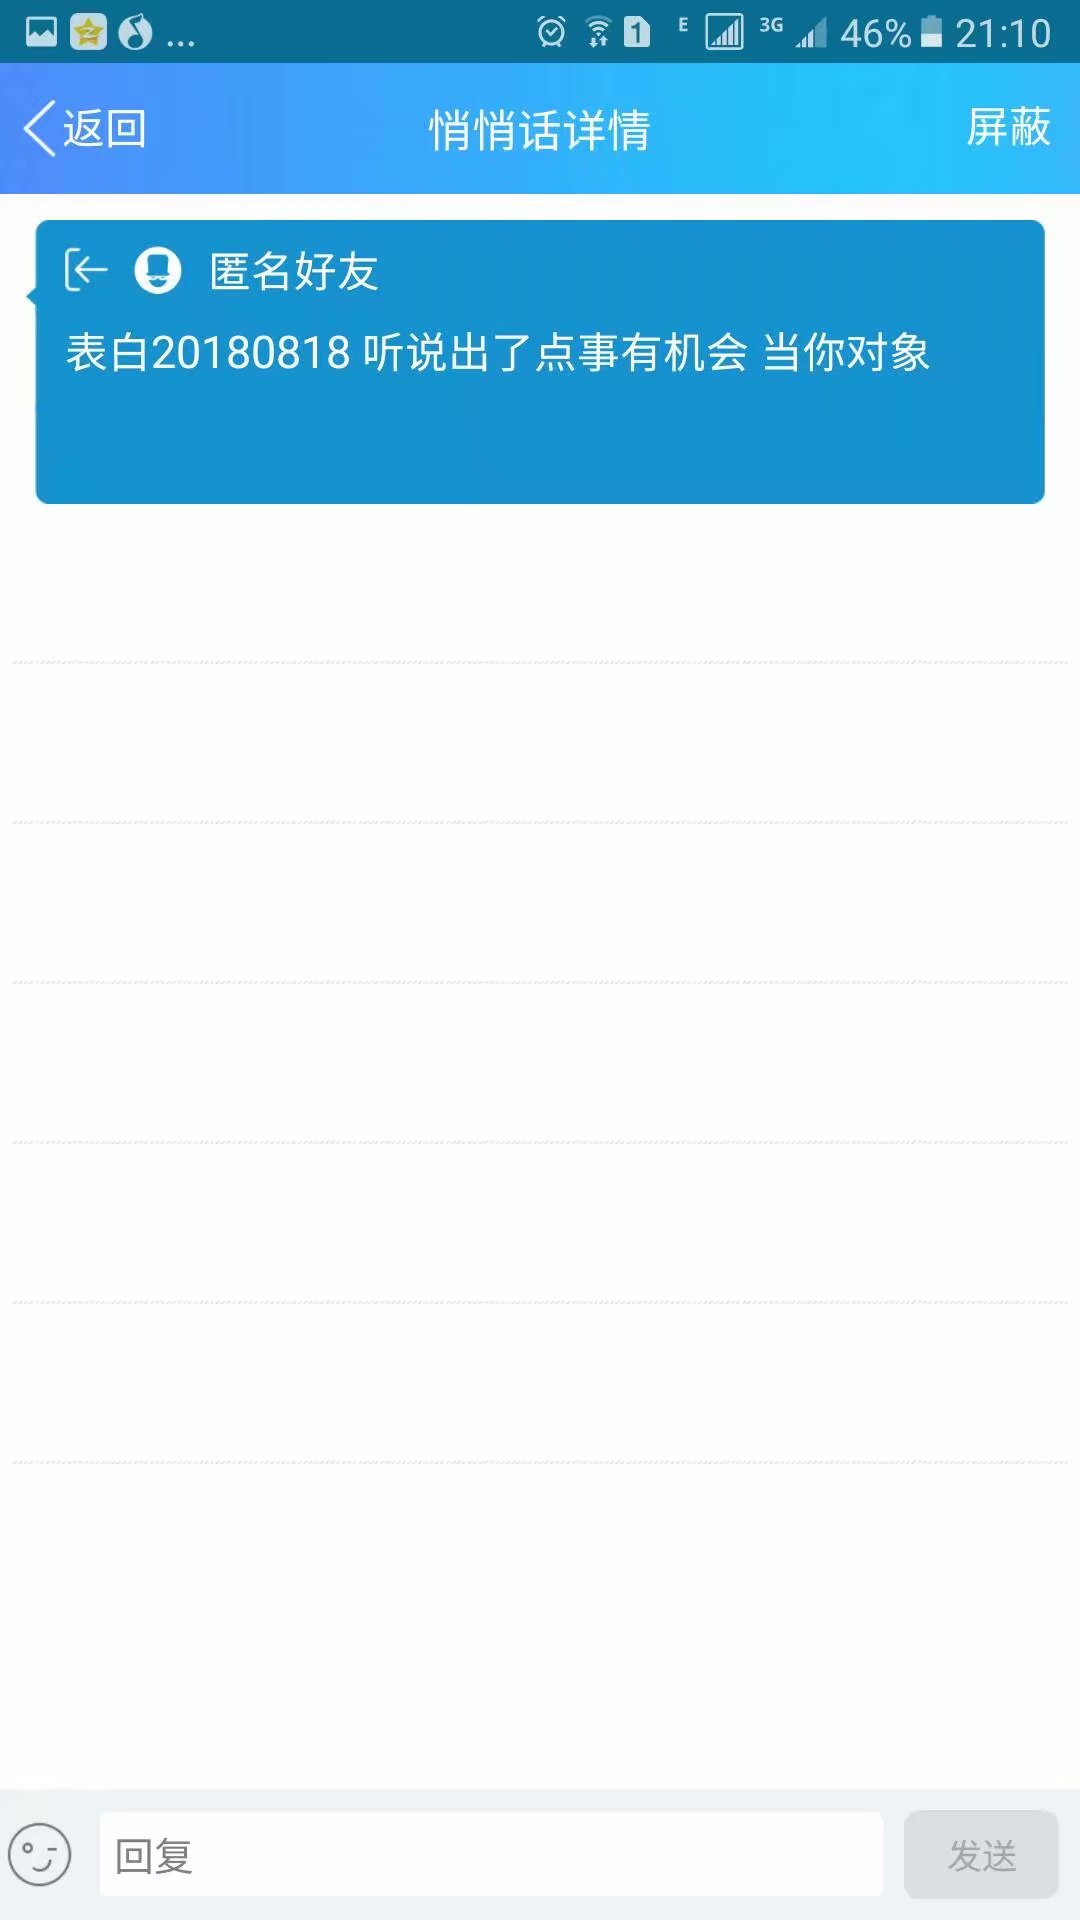 ... 1 E 3G 46% 21:10
返回 悄悄话详情 屏蔽
匿名好友
表白20180818 听说出了点事有机会 当你对象
回复 发送